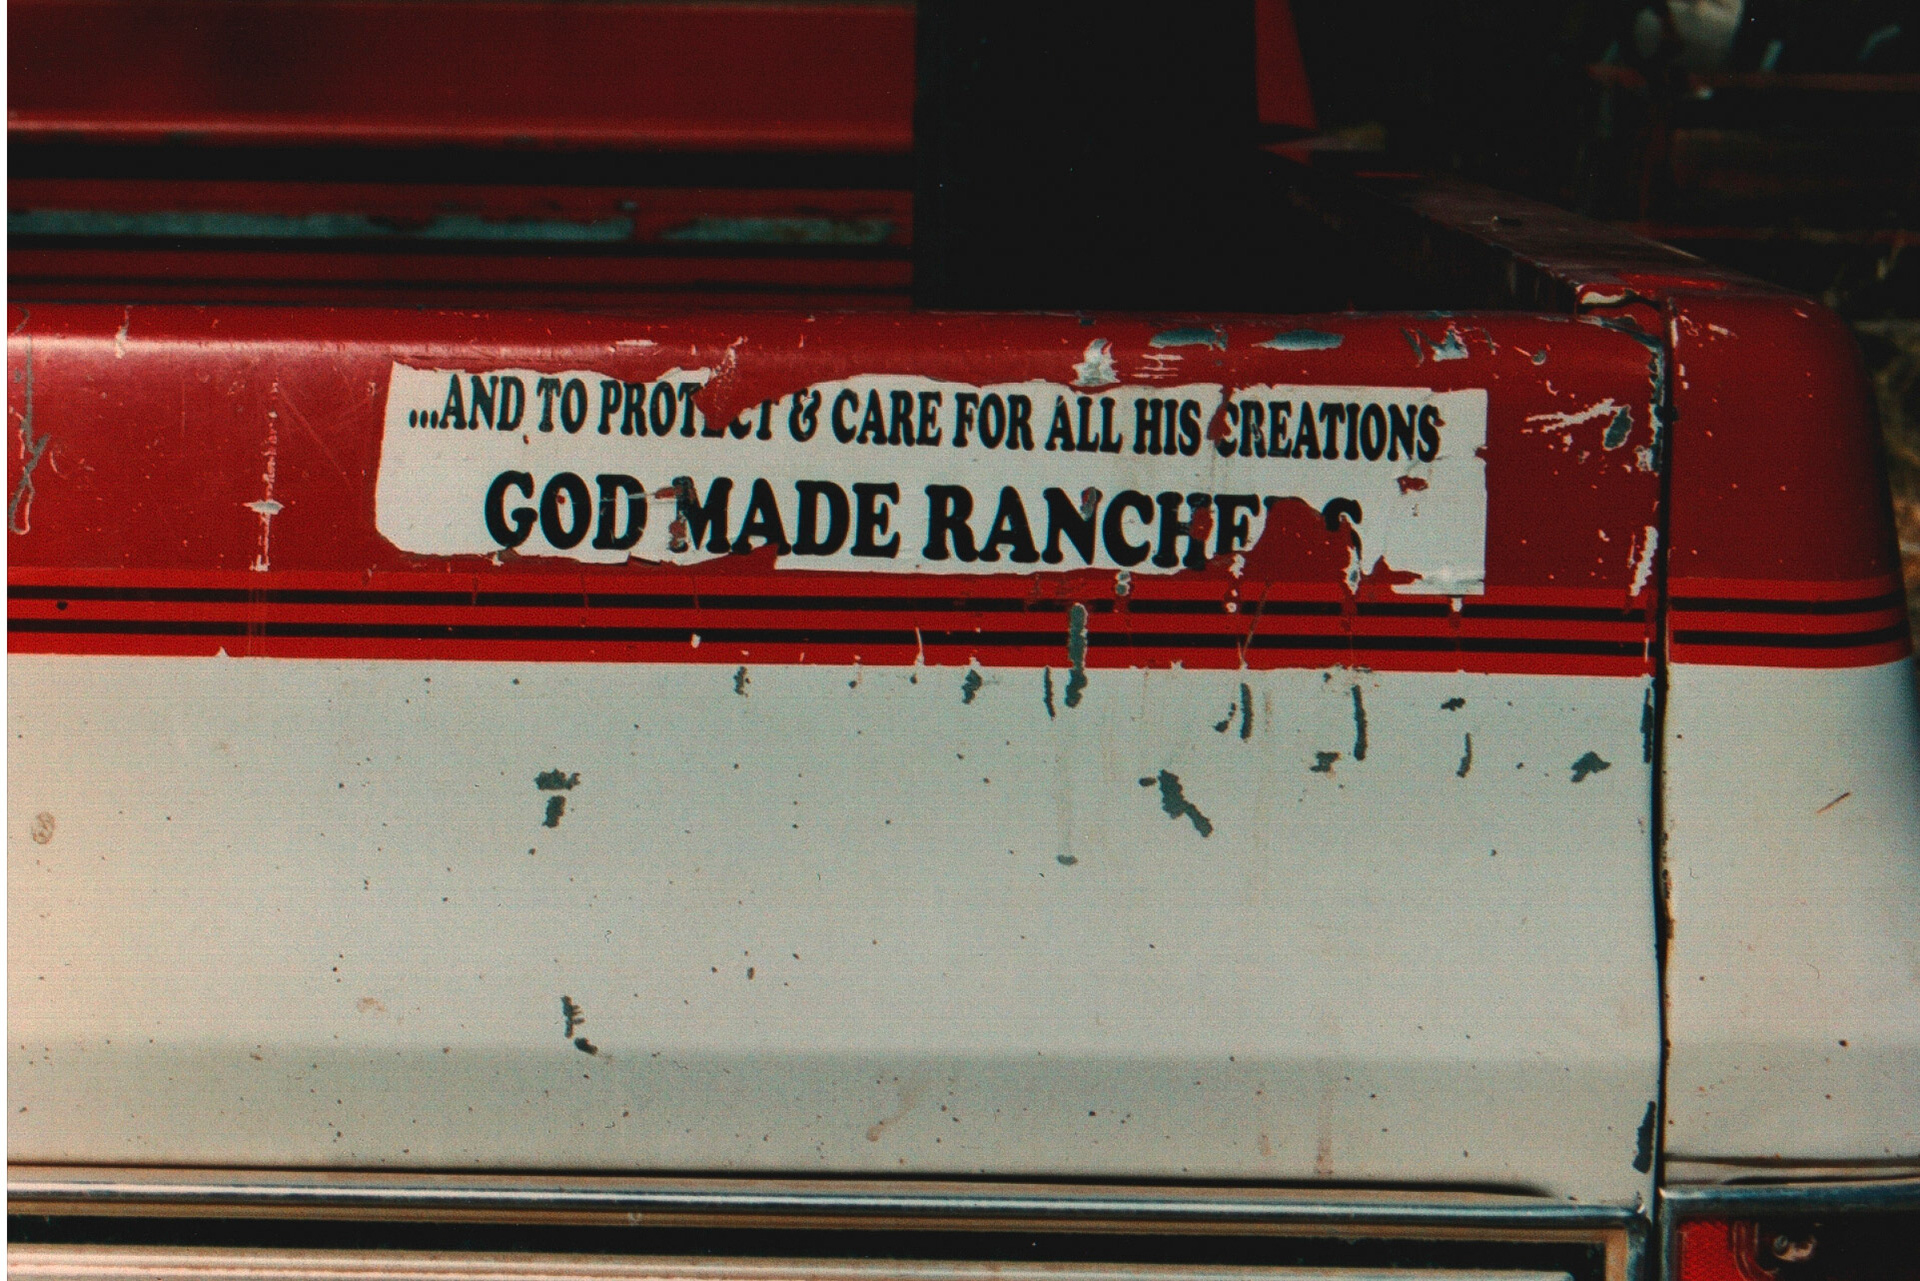 ...AND TO PROTECT & CARE FOR ALL HIS CREATIONS
GOD MADE RANCHERS